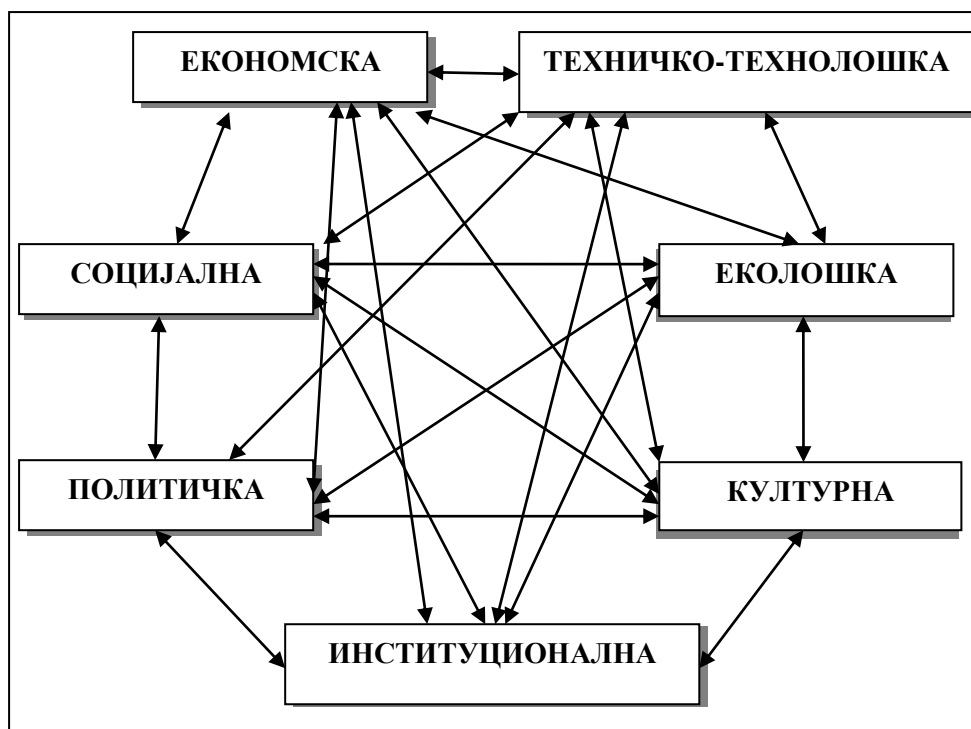 ЕКОНОМСКА
ТЕХНИЧКО-ТЕХНОЛОШКА
СОЦИЈАЛНА
ЕКОЛОШКА
ПОЛИТИЧКА
КУЛТУРНА
ИНСТИТУЦИОНАЛНА